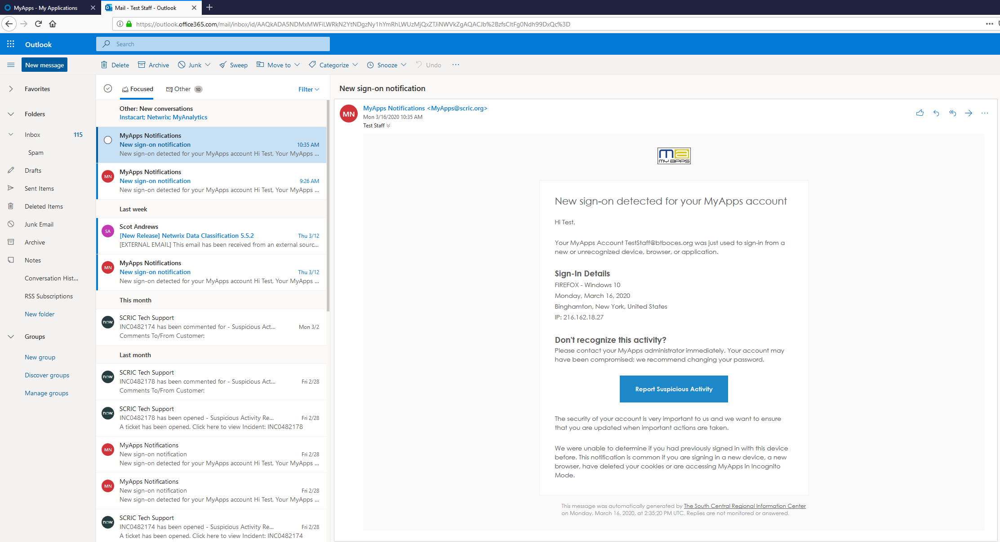 MyApps - My Applications
Mail - Test Staff - Outlook
https://outlook.office365.com/mail/inbox/id/AAQkADA5NDMxMWFiLWRkN2YtNDgzNy1hYmRhLWUzMjQxZTJiNWVkZgAQACJb%2BzfsCltFg0Ndh99DxQc%3D
Outlook
Search
New message
Delete
Archive
Junk
Sweep
Move to
Categorize
Snooze
Undo
Favorites
Folders
Inbox 115
Spam
Drafts
Sent Items
Deleted Items
Junk Email
Archive
Notes
Conversation Hist...
RSS Subscriptions
New folder
Groups
New group
Discover groups
Manage groups
Focused
Other 10
Filter
Other: New conversations
Instacart; Netwrix; MyAnalytics
MyApps Notifications
New sign-on notification 10:35 AM
New sign-on detected for your MyApps account Hi Test, Your MyApps ...
MN
MyApps Notifications
New sign-on notification 9:26 AM
New sign-on detected for your MyApps account Hi Test, Your MyApps ...
Last week
SA
Scot Andrews
[New Release] Netwrix Data Classification 5.5.2 Thu 3/12
[EXTERNAL EMAIL] This email has been received from an external sourc...
MN
MyApps Notifications
New sign-on notification Thu 3/12
New sign-on detected for your MyApps account Hi Test, Your MyApps ...
This month
now.
SCRIC Tech Support
INC0482174 has been commented for - Suspicious Act... Mon 3/2
Comments To/From Customer:
Last month
now.
SCRIC Tech Support
INC0482178 has been commented for - Suspicious Act... Fri 2/28
Comments To/From Customer:
now.
SCRIC Tech Support
INC0482178 has been opened - Suspicious Activity Re... Fri 2/28
A ticket has been opened. Click here to view Incident: INC0482178
MN
MyApps Notifications
New sign-on notification Fri 2/28
New sign-on detected for your MyApps account Hi Test, Your MyApps ...
MN
MyApps Notifications
New sign-on notification Fri 2/28
New sign-on detected for your MyApps account Hi Test, Your MyApps ...
now.
SCRIC Tech Support
INC0482174 has been opened - Suspicious Activity Re... Fri 2/28
A ticket has been opened. Click here to view Incident: INC0482174
New sign-on notification
MN
MyApps Notifications <MyApps@scric.org>
Mon 3/16/2020 10:35 AM
Test Staff
ma
my apps
New sign-on detected for your MyApps account
Hi Test,
Your MyApps Account TestStaff@btboces.org was just used to sign-in from a
new or unrecognized device, browser, or application.
Sign-In Details
FIREFOX - Windows 10
Monday, March 16, 2020
Binghamton, New York, United States
IP: 216.162.18.27
Don't recognize this activity?
Please contact your MyApps administrator immediately. Your account may
have been compromised; we recommend changing your password.
Report Suspicious Activity
The security of your account is very important to us and we want to ensure
that you are updated when important actions are taken.
We were unable to determine if you had previously signed in with this device
before. This notification is common if you are signing in a new device, a new
browser, have deleted your cookies or are accessing MyApps in Incognito
Mode.
This message was automatically generated by The South Central Regional Information Center
on Monday, March 16, 2020, at 2:35:20 PM UTC. Replies are not monitored or answered.